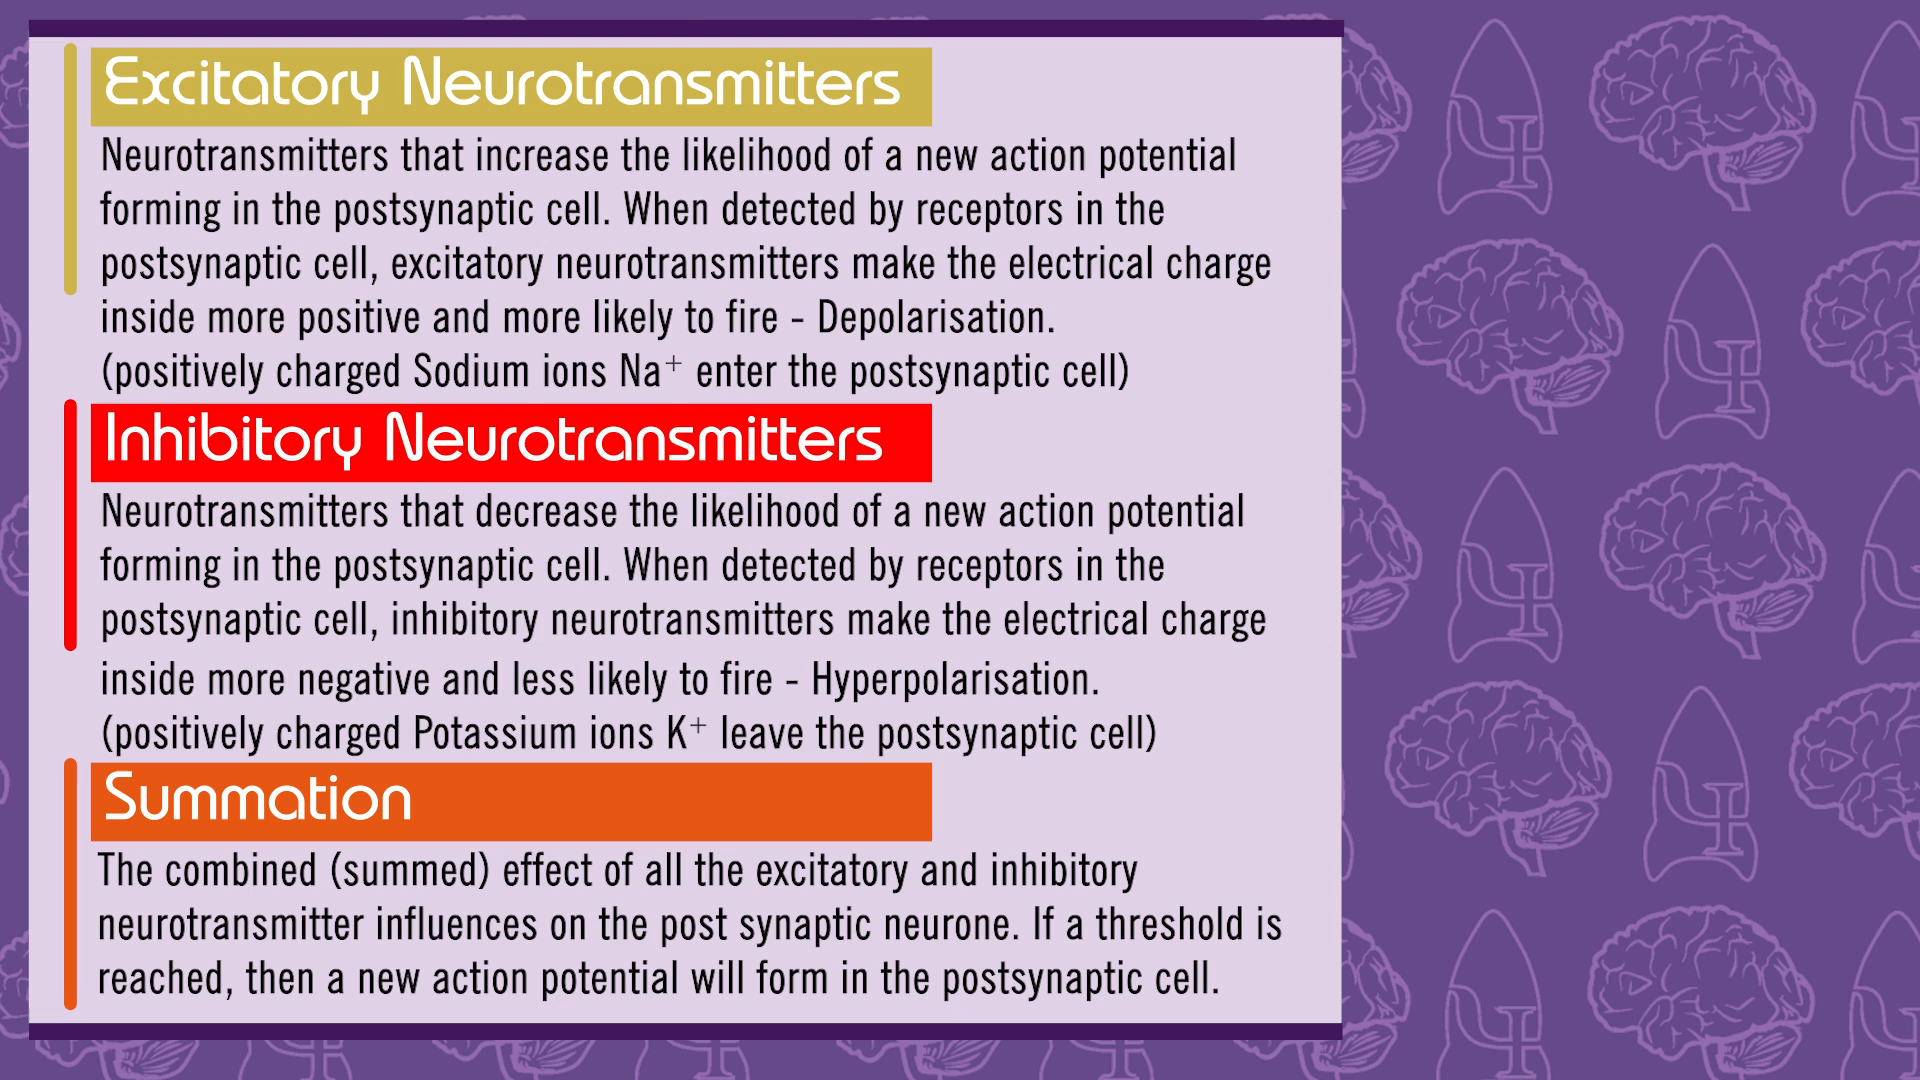 Excitatory Neurotransmitters
Neurotransmitters that increase the likelihood of a new action potential
forming in the postsynaptic cell. When detected by receptors in the
postsynaptic cell, excitatory neurotransmitters make the electrical charge
inside more positive and more likely to fire - Depolarisation.
(positively charged Sodium ions Na⁺ enter the postsynaptic cell)
Inhibitory Neurotransmitters
Neurotransmitters that decrease the likelihood of a new action potential
forming in the postsynaptic cell. When detected by receptors in the
postsynaptic cell, inhibitory neurotransmitters make the electrical charge
inside more negative and less likely to fire - Hyperpolarisation.
(positively charged Potassium ions K⁺ leave the postsynaptic cell)
Summation
The combined (summed) effect of all the excitatory and inhibitory
neurotransmitter influences on the post synaptic neurone. If a threshold is
reached, then a new action potential will form in the postsynaptic cell.